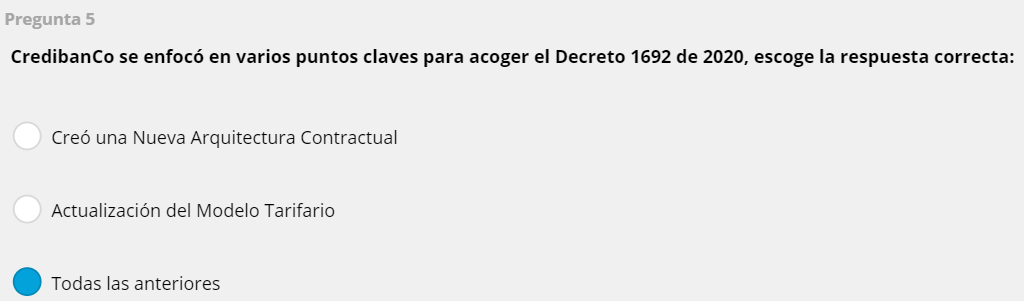 Pregunta 5
CredibanCo se enfocó en varios puntos claves para acoger el Decreto 1692 de 2020, escoge la respuesta correcta:
Creó una Nueva Arquitectura Contractual
Actualización del Modelo Tarifario
Todas las anteriores